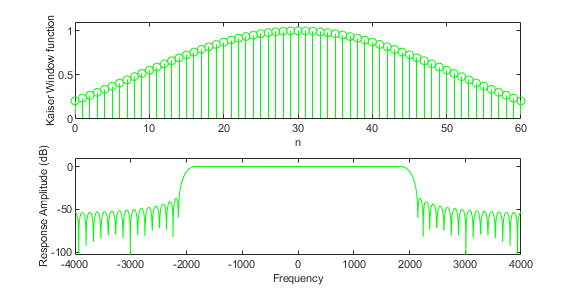 Kaiser Window function
1
0.5
0
0 10 20 30 40 50 60
n
Response Amplitude (dB)
0
-50
-100
-4000 -3000 -2000 -1000 0 1000 2000 3000 4000
Frequency